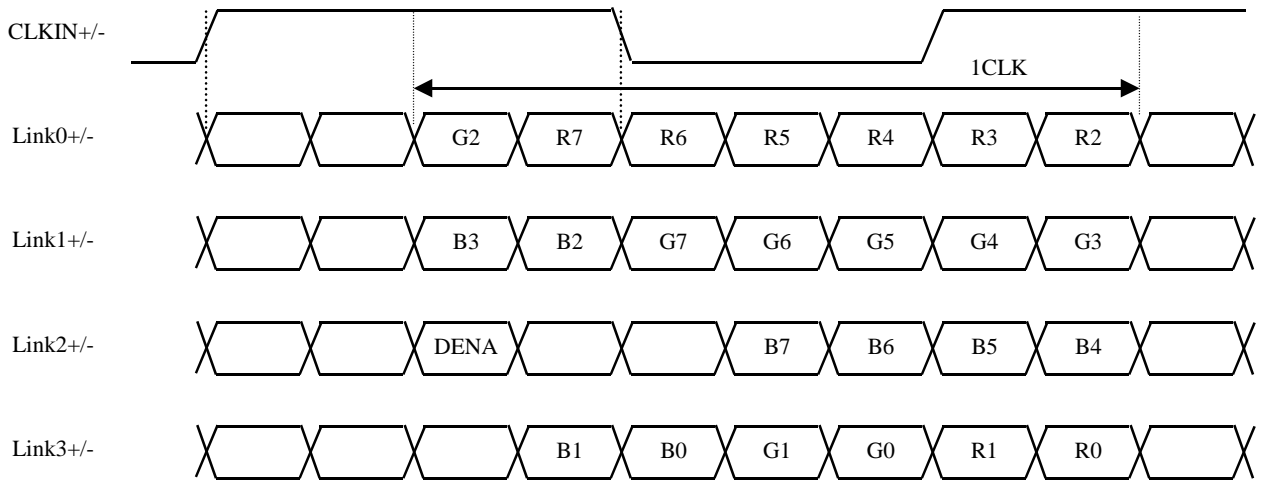 CLKIN+/-
1CLK
Link0+/- G2 R7 R6 R5 R4 R3 R2
Link1+/- B3 B2 G7 G6 G5 G4 G3
Link2+/- DENA B7 B6 B5 B4
Link3+/- B1 B0 G1 G0 R1 R0